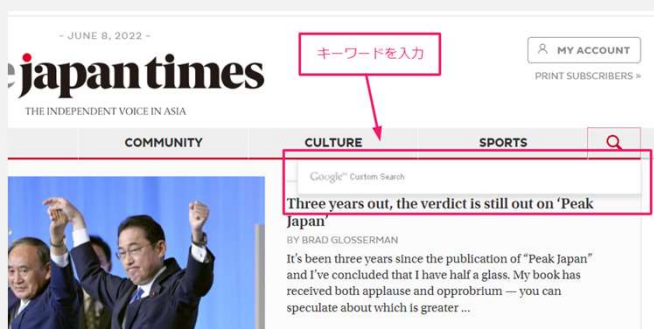 - JUNE 8, 2022 -
japan times
THE INDEPENDENT VOICE IN ASIA
キーワードを入力
MY ACCOUNT
PRINT SUBSCRIBERS »
COMMUNITY CULTURE SPORTS
Google™ Custom Search
Three years out, the verdict is still out on ‘Peak
Japan’
BY BRAD GLOSSERMAN
It’s been three years since the publication of “Peak Japan”
and I’ve concluded that I have half a glass. My book has
received both applause and opprobrium — you can
speculate about which is greater ...